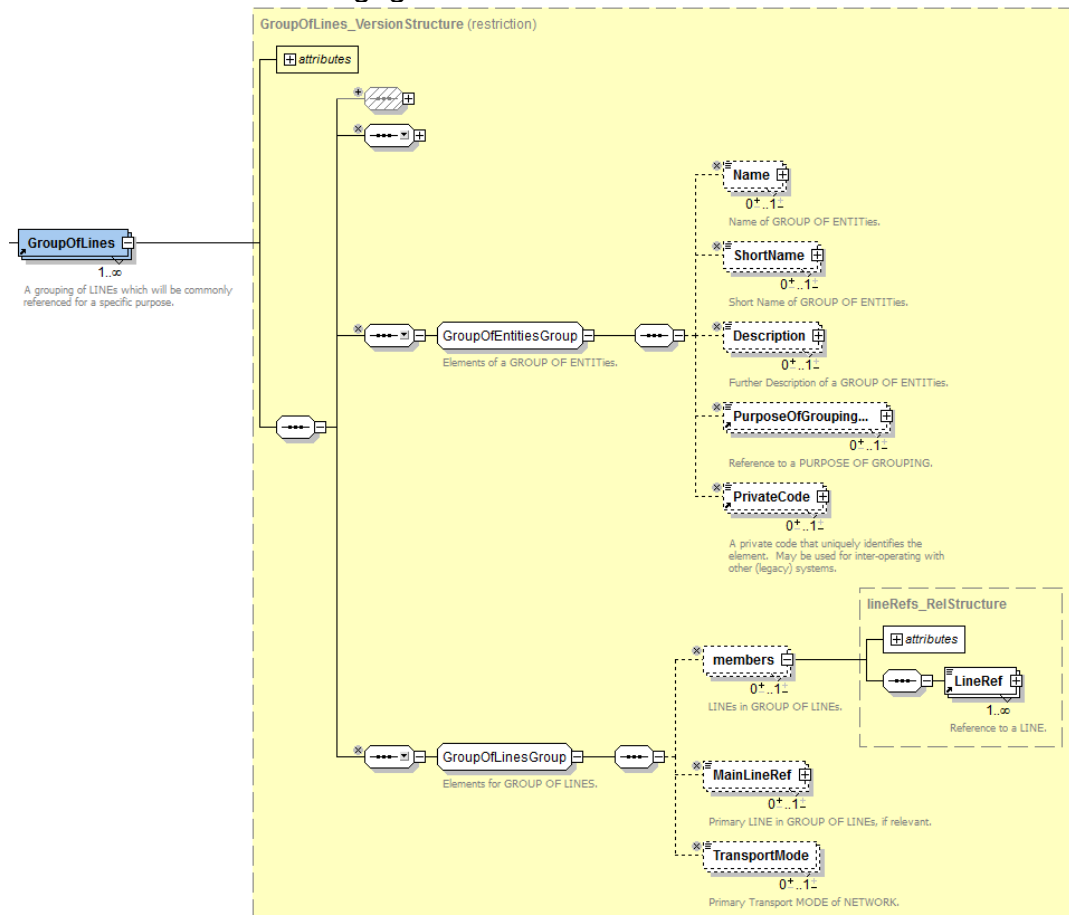 GroupOfLines_VersionStructure (restriction)
attributes
GroupOfLines
1..∞
A grouping of LINEs which will be commonly
referenced for a specific purpose.
GroupOfEntitiesGroup
Elements of a GROUP OF ENTITies.
Name
0..1
Name of GROUP OF ENTITies.
ShortName
0..1
Short Name of GROUP OF ENTITies.
Description
0..1
Further Description of a GROUP OF ENTITies.
PurposeOfGrouping...
0..1
Reference to a PURPOSE OF GROUPING.
PrivateCode
0..1
A private code that uniquely identifies the
element. May be used for inter-operating with
other (legacy) systems.
GroupOfLinesGroup
Elements for GROUP OF LINES.
members
0..1
LINEs in GROUP OF LINEs.
lineRefs_RelStructure
attributes
LineRef
1..∞
Reference to a LINE.
MainLineRef
0..1
Primary LINE in GROUP OF LINEs, if relevant.
TransportMode
0..1
Primary Transport MODE of NETWORK.